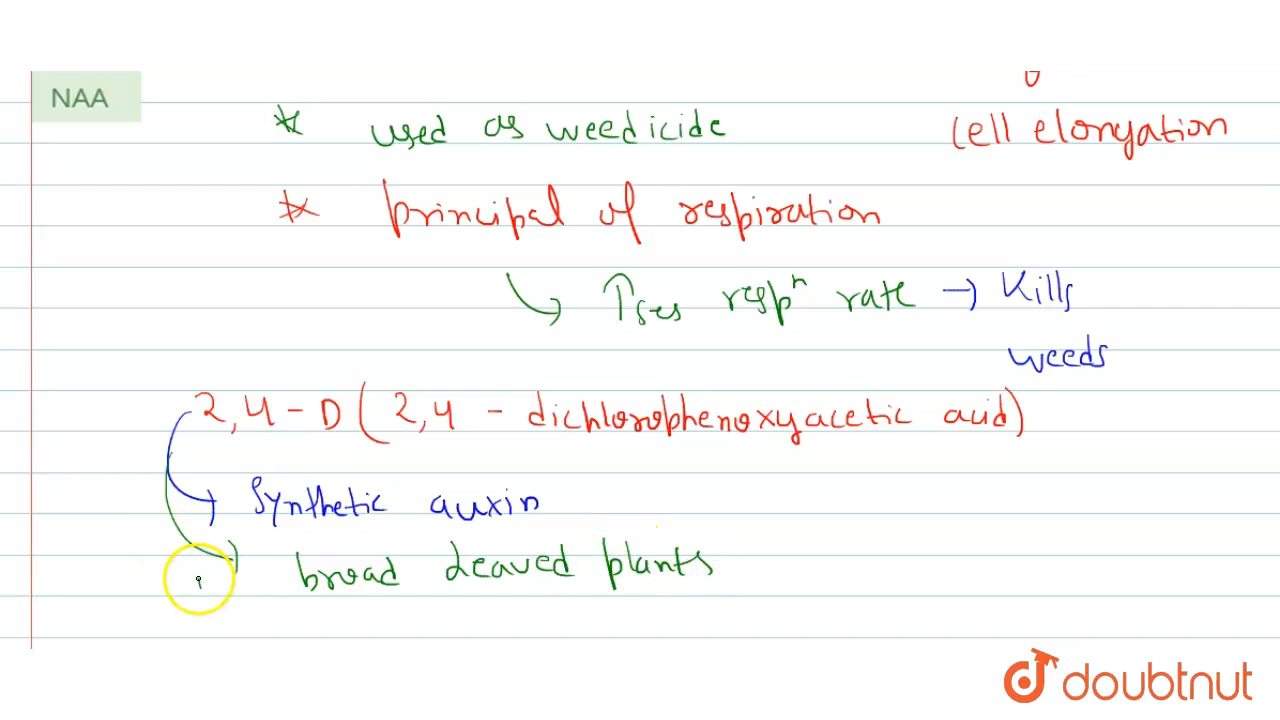 NAA
* used as weedicide
cell elongation
* principal of respiration
↳ ↑ses respⁿ rate → kills
weeds
2,4-D (2,4 - dichlorophenoxyacetic acid)
→ Synthetic auxin
→ broad leaved plants
doubtnut